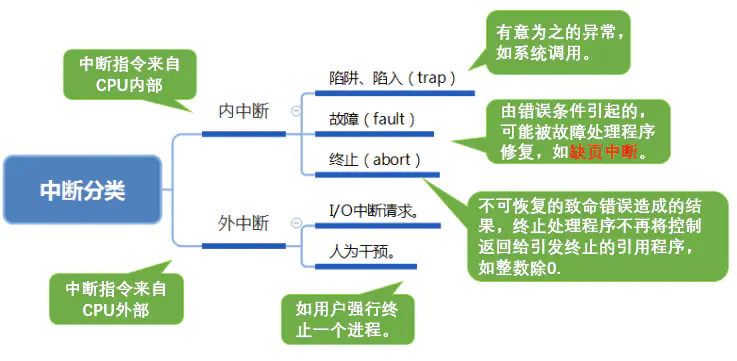 有意为之的异常，
如系统调用。
中断指令来自
CPU内部
陷阱、陷入（trap）
内中断
故障（fault）
由错误条件引起的，
可能被故障处理程序
修复，如缺页中断。
终止（abort）
中断分类
不可恢复的致命错误造成的结
果，终止处理程序不再将控制
返回给引发终止的引用程序，
如整数除0.
I/O中断请求。
外中断
人为干预。
中断指令来自
CPU外部
如用户强行终
止一个进程。